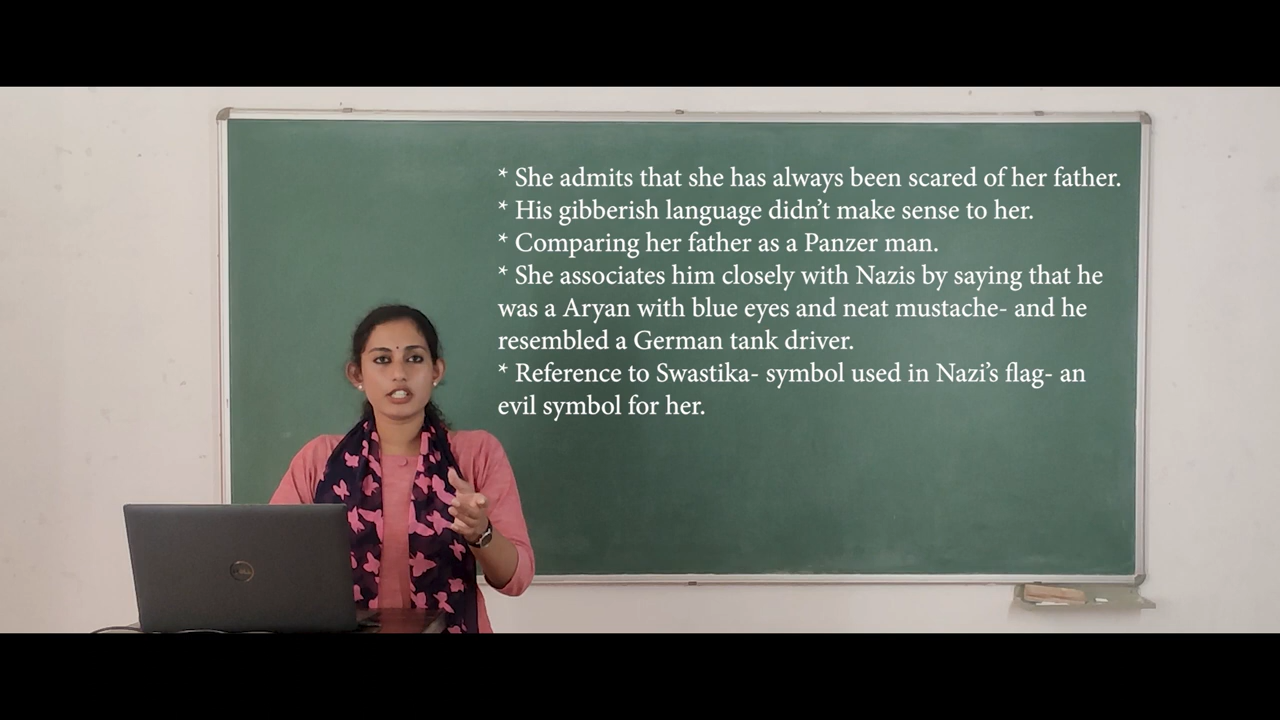 * She admits that she has always been scared of her father.
* His gibberish language didn’t make sense to her.
* Comparing her father as a Panzer man.
* She associates him closely with Nazis by saying that he
was a Aryan with blue eyes and neat mustache- and he
resembled a German tank driver.
* Reference to Swastika- symbol used in Nazi’s flag- an
evil symbol for her.